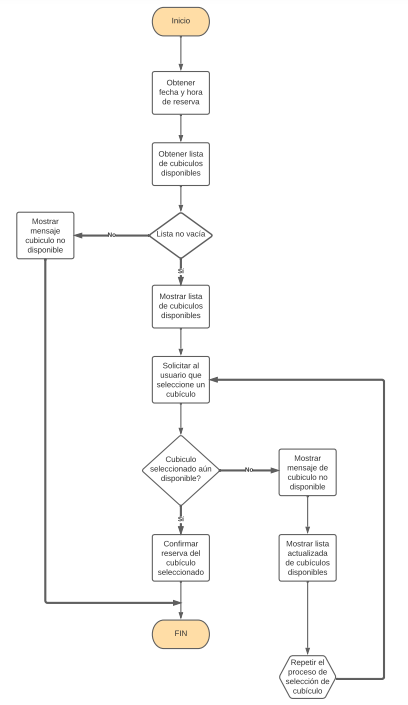 Inicio
Obtener
fecha y hora
de reserva
Obtener lista
de cubiculos
disponibles
Lista no vacía
No
Mostrar
mensaje
cubiculo no
disponible
Sí
Mostrar lista
de cubiculos
disponibles
Solicitar al
usuario que
seleccione un
cubículo
Cubiculo
seleccionado aún
disponible?
No
Mostrar
mensaje de
cubiculo no
disponible
Sí
Confirmar
reserva del
cubículo
seleccionado
Mostrar lista
actualizada
de cubículos
disponibles
FIN
Repetir el
proceso de
selección de
cubículo